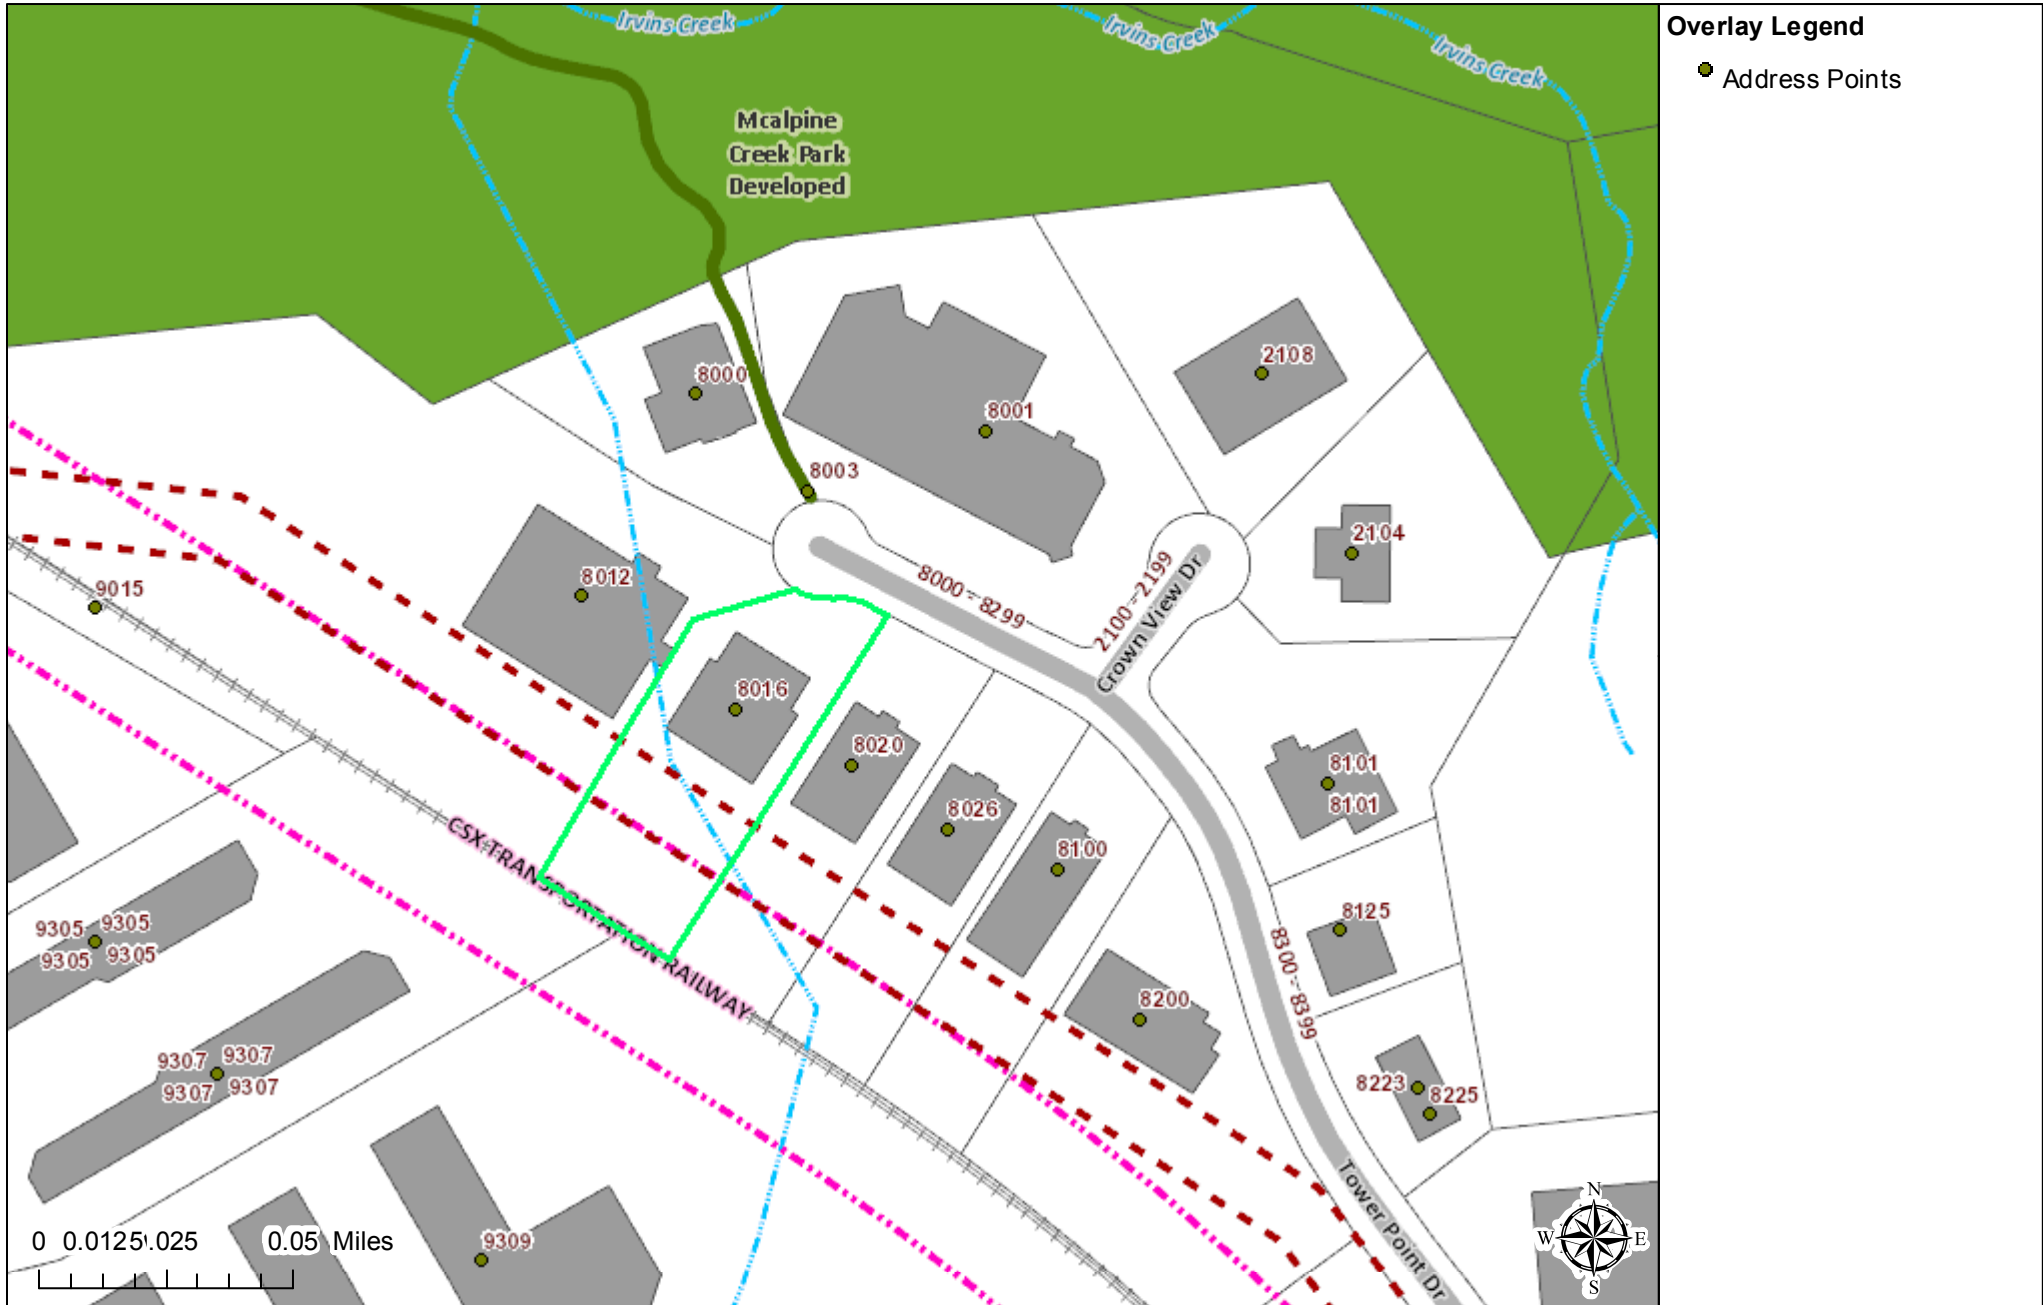 Irvins Creek
Irvins Creek
Irvins Creek
Overlay Legend
Address Points
Mcalpine
Creek Park
Developed
2108
8000
8001
8003
2104
8012
9015
8000 - 8299
2100 - 2199
Crown View Dr
8016
8020
8026
8100
8101
8101
CSX TRANSPORTATION RAILWAY
8125
9305 9305
9305 9305
8300 - 8399
8200
9307 9307
9307 9307
8223
8225
Tower Point Dr
9309
0 0.0125 0.025 0.05 Miles
N
W E
S